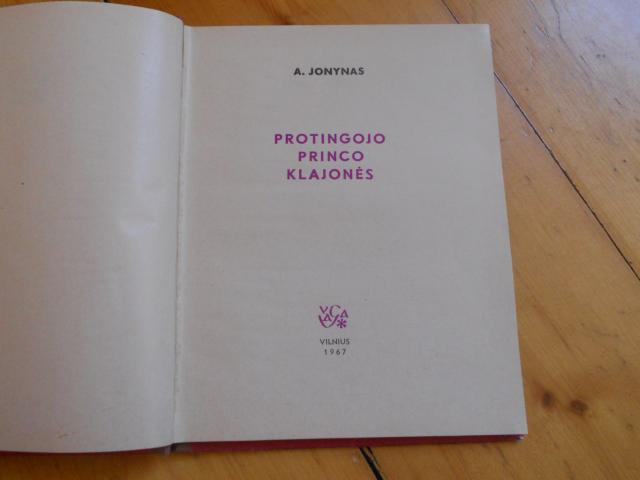 A. JONYNAS
PROTINGOJO
PRINCO
KLAJONĖS
VAGA
VILNIUS
1967